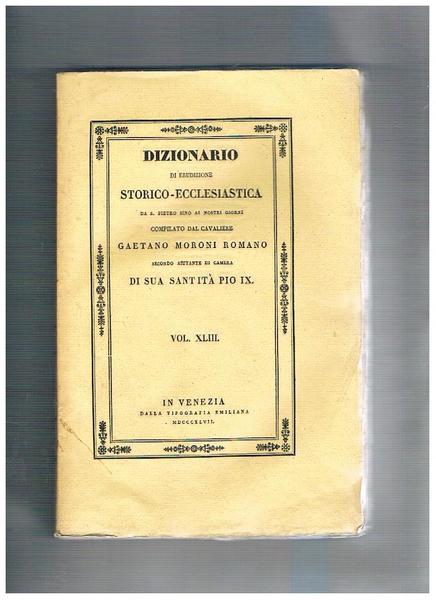 DIZIONARIO
DI ERUDIZIONE
STORICO-ECCLESIASTICA
DA S. PIETRO SINO AI NOSTRI GIORNI
COMPILATO DAL CAVALIERE
GAETANO MORONI ROMANO
SECONDO AIUTANTE DI CAMERA
DI SUA SANTITÀ PIO IX.
VOL. XLIII.
IN VENEZIA
DALLA TIPOGRAFIA EMILIANA
MDCCCXLVII.